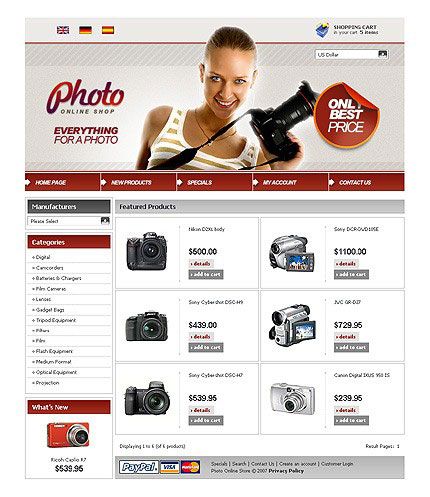 SHOPPING CART
in your cart 5 items
US Dollar
Photo
ONLINE SHOP
EVERYTHING
FOR A PHOTO
ONLY
BEST
PRICE
HOME PAGE
NEW PRODUCTS
SPECIALS
MY ACCOUNT
CONTACT US
Manufacturers
Please Select
Categories
» Digital
» Camcorders
» Batteries & Chargers
» Film Cameras
» Lenses
» Gadget Bags
» Tripod Equipment
» Filters
» Film
» Flash Equipment
» Medium Format
» Optical Equipment
» Projection
What's New
Ricoh Caplio R7
$539.95
Featured Products
Nikon D2Xs body
$500.00
details
add to cart
Sony DCR-DVD105E
$1100.00
details
add to cart
Sony Cybershot DSC-H9
$439.00
details
add to cart
JVC GR-D27
$729.95
details
add to cart
Sony Cybershot DSC-H7
$539.95
details
add to cart
Canon Digital IXUS 950 IS
$239.95
details
add to cart
Displaying 1 to 6 (of 6 products)
Result Pages: 1
PayPal VISA MasterCard
Specials | Search | Contact Us | Create an account | Customer Login
Photo Online Store © 2007 Privacy Policy